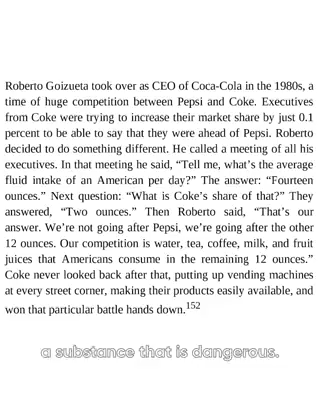 Roberto Goizueta took over as CEO of Coca-Cola in the 1980s, a
time of huge competition between Pepsi and Coke. Executives
from Coke were trying to increase their market share by just 0.1
percent to be able to say that they were ahead of Pepsi. Roberto
decided to do something different. He called a meeting of all his
executives. In that meeting he said, “Tell me, what’s the average
fluid intake of an American per day?” The answer: “Fourteen
ounces.” Next question: “What is Coke’s share of that?” They
answered, “Two ounces.” Then Roberto said, “That’s our
answer. We’re not going after Pepsi, we’re going after the other
12 ounces. Our competition is water, tea, coffee, milk, and fruit
juices that Americans consume in the remaining 12 ounces.”
Coke never looked back after that, putting up vending machines
at every street corner, making their products easily available, and
won that particular battle hands down.152
a substance that is dangerous.